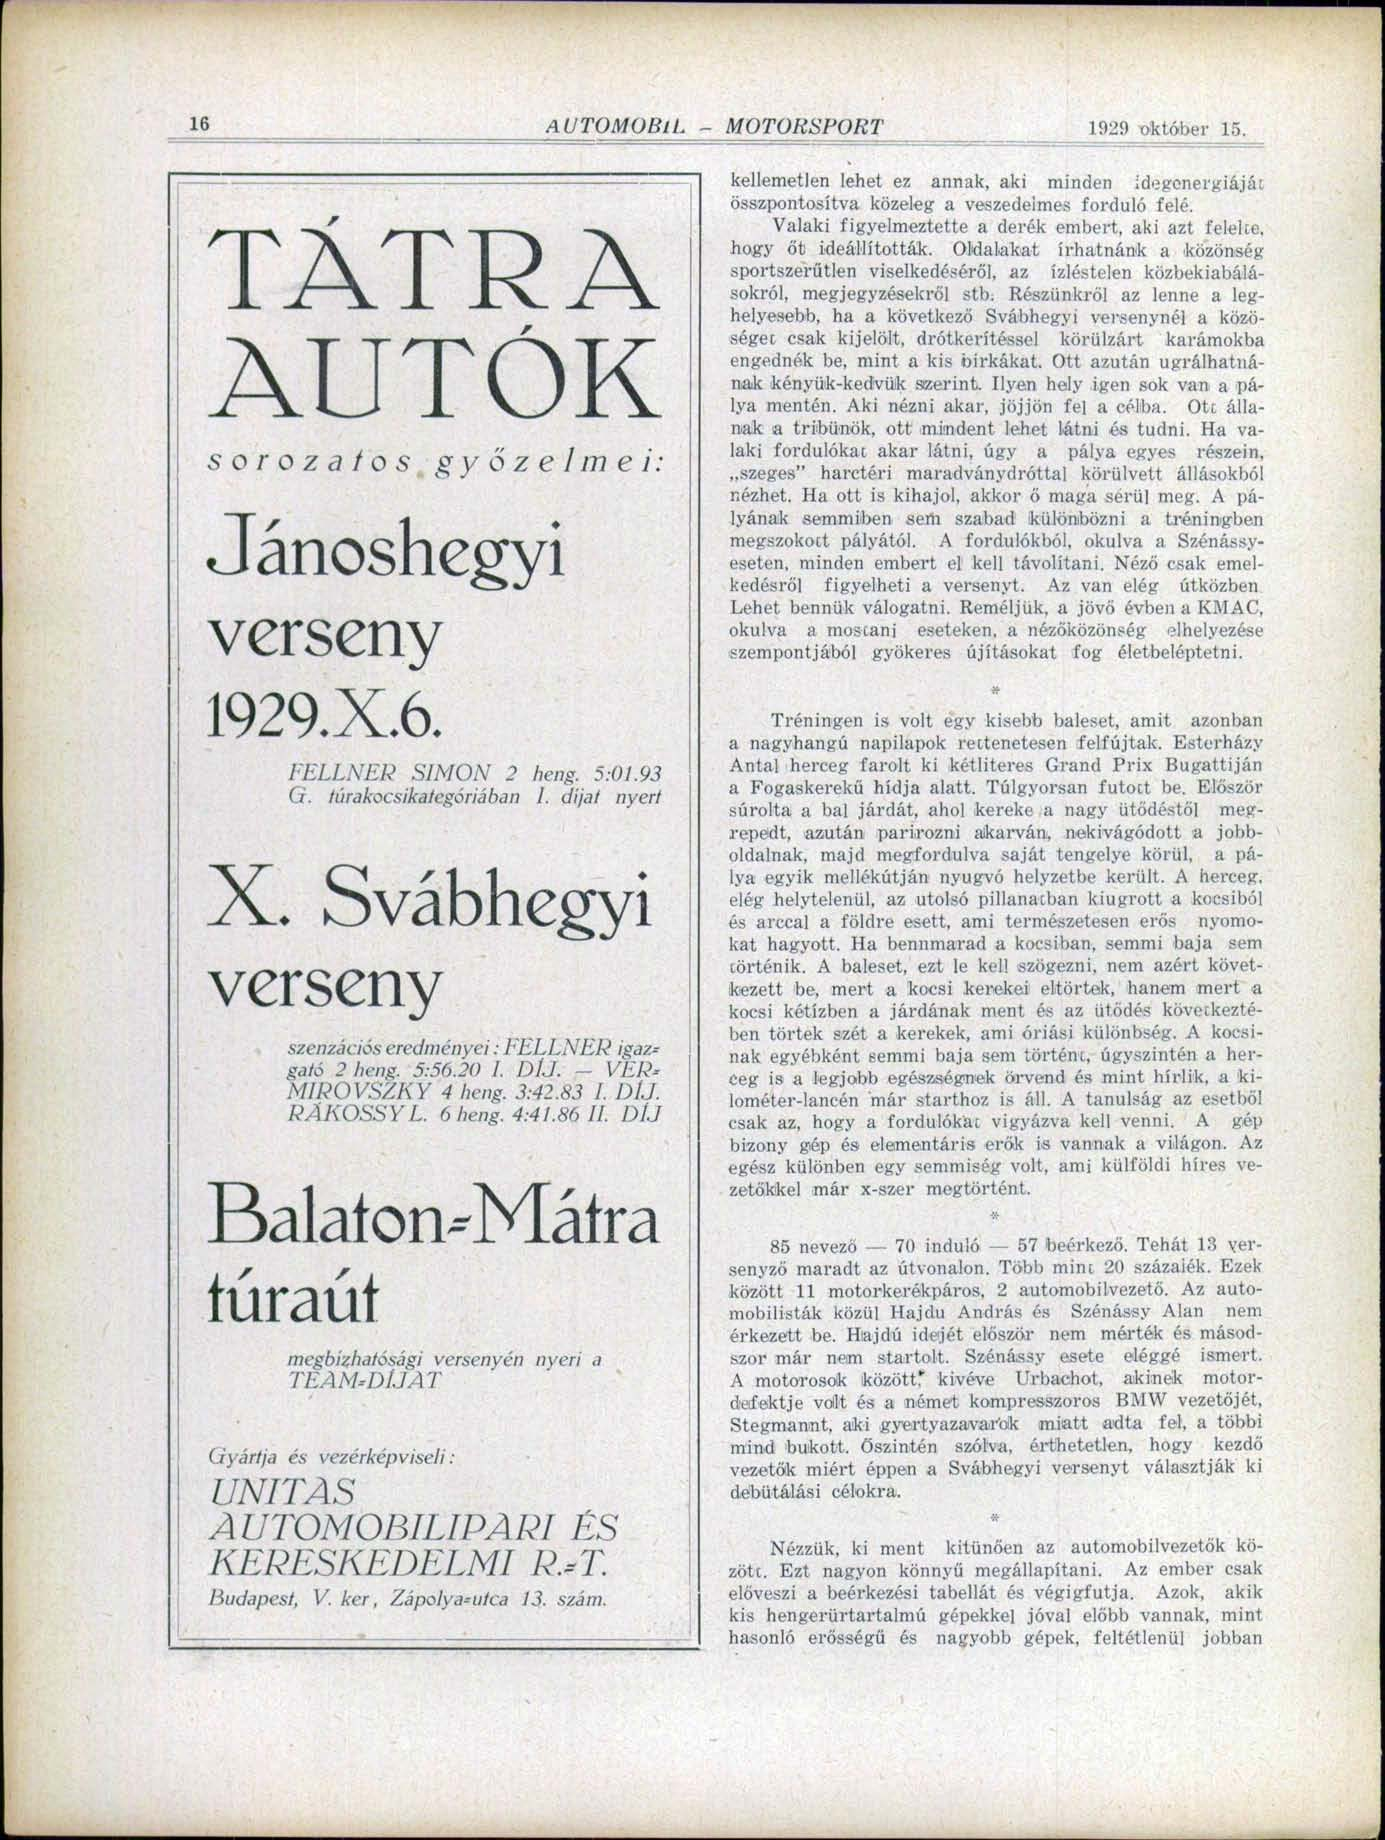 16
AUTOMOBIL - MOTORSPORT
1929 október 15.
TÁTRA
AUTÓK
sorozatos győzelmei:
Jánoshegyi
verseny
1929.X.6.
FELLNER SIMON 2 heng. 5:01.93
G. túrakocsikategóriában I. díjat nyert
X. Svábhegyi
verseny
szenzációs eredményei: FELLNER igaz=
gató 2 heng. 5:56.20 I. DÍJ. — VER=
MIROVSZKY 4 heng. 3:42.83 I. DÍJ.
RÁKOSSY L. 6 heng. 4:41.86 II. DÍJ
Balaton=Mátra
túraút
megbízhatósági versenyén nyeri a
TEAM=DÍJAT
Gyártja és vezérképviseli:
UNITAS
AUTOMOBILIPARI ÉS
KERESKEDELMI R.=T.
Budapest, V. ker, Zápolya=utca 13. szám.
kellemetlen lehet ez annak, aki minden idegenergiáját
összpontosítva közeleg a veszedelmes forduló felé.
Valaki figyelmeztette a derék embert, aki azt felelte,
hogy őt ideállították. Oldalakat írhatnánk a közönség
sportszerűtlen viselkedéséről, az ízléstelen közbekiabálá-
sokról, megjegyzésekről stb. Részünkről az lenne a leg-
helyesebb, ha a következő Svábhegyi versenynél a közö-
séget csak kijelölt, drótkerítéssel körülzárt karámokba
engednék be, mint a kis birkákat. Ott azután ugrálhatná-
nak kényük-kedvük szerint. Ilyen hely igen sok van a pá-
lya mentén. Aki nézni akar, jöjjön fel a célba. Ott álla-
nak a tribünök, ott mindent lehet látni és tudni. Ha va-
laki fordulókat akar látni, úgy a pálya egyes részein,
„szeges” harctéri maradványdróttal körülvett állásokból
nézhet. Ha ott is kihajol, akkor ő maga sérül meg. A pá-
lyának semmiben sem szabad különbözni a tréningben
megszokott pályától. A fordulókból, okulva a Szénássy-
eseten, minden embert el kell távolítani. Néző csak emel-
kedésről figyelheti a versenyt. Az van elég útközben
Lehet bennük válogatni. Reméljük, a jövő évben a KMAC,
okulva a mostani eseteken, a nézőközönség elhelyezése
szempontjából gyökeres újításokat fog életbeléptetni.
*
Tréningen is volt egy kisebb baleset, amit azonban
a nagyhangú napilapok rettenetesen felfújtak. Esterházy
Antal herceg farolt ki kétliteres Grand Prix Bugattiján
a Fogaskerekű hídja alatt. Túlgyorsan futott be. Először
súrolta a bal járdát, ahol kereke a nagy ütődéstől meg-
repedt, azután parirozni akarván, nekivágódott a jobb-
oldalnak, majd megfordulva saját tengelye körül, a pá-
lya egyik mellékútján nyugvó helyzetbe került. A herceg,
elég helytelenül, az utolsó pillanatban kiugrott a kocsiból
és arccal a földre esett, ami természetesen erős nyomo-
kat hagyott. Ha bennmarad a kocsiban, semmi baja sem
történik. A baleset, ezt le kell szögezni, nem azért követ-
kezett be, mert a kocsi kerekei eltörtek, hanem mert a
kocsi kétízben a járdának ment és az ütődés következté-
ben törtek szét a kerekek, ami óriási különbség. A kocsi-
nak egyébként semmi baja sem történt, úgyszintén a her-
ceg is a legjobb egészségnek örvend és mint hírlik, a ki-
lométer-lancén már starthoz is áll. A tanulság az esetből
csak az, hogy a fordulókat vigyázva kell venni. A gép
bizony gép és elementáris erők is vannak a világon. Az
egész különben egy semmiség volt, ami külföldi híres ve-
zetőkkel már x-szer megtörtént.
*
85 nevező — 70 induló — 57 beérkező. Tehát 13 ver-
senyző maradt az útvonalon. Több mint 20 százalék. Ezek
között 11 motorkerékpáros, 2 automobilvezető. Az auto-
mobilisták közül Hajdu András és Szénássy Alan nem
érkezett be. Hajdú idejét először nem mérték és másod-
szor már nem startolt. Szénássy esete eléggé ismert.
A motorosok között, kivéve Urbachot, akinek motor-
defektje volt és a német kompresszoros BMW vezetőjét,
Stegmannt, aki gyertyazavarok miatt adta fel, a többi
mind bukott. Őszintén szólva, érthetetlen, hogy kezdő
vezetők miért éppen a Svábhegyi versenyt választják ki
debütálási célokra.
*
Nézzük, ki ment kitünően az automobilvezetők kö-
zött. Ezt nagyon könnyű megállapítani. Az ember csak
előveszi a beérkezési tabellát és végigfutja. Azok, akik
kis hengerürtartalmú gépekkel jóval előbb vannak, mint
hasonló erősségű és nagyobb gépek, feltétlenül jobban